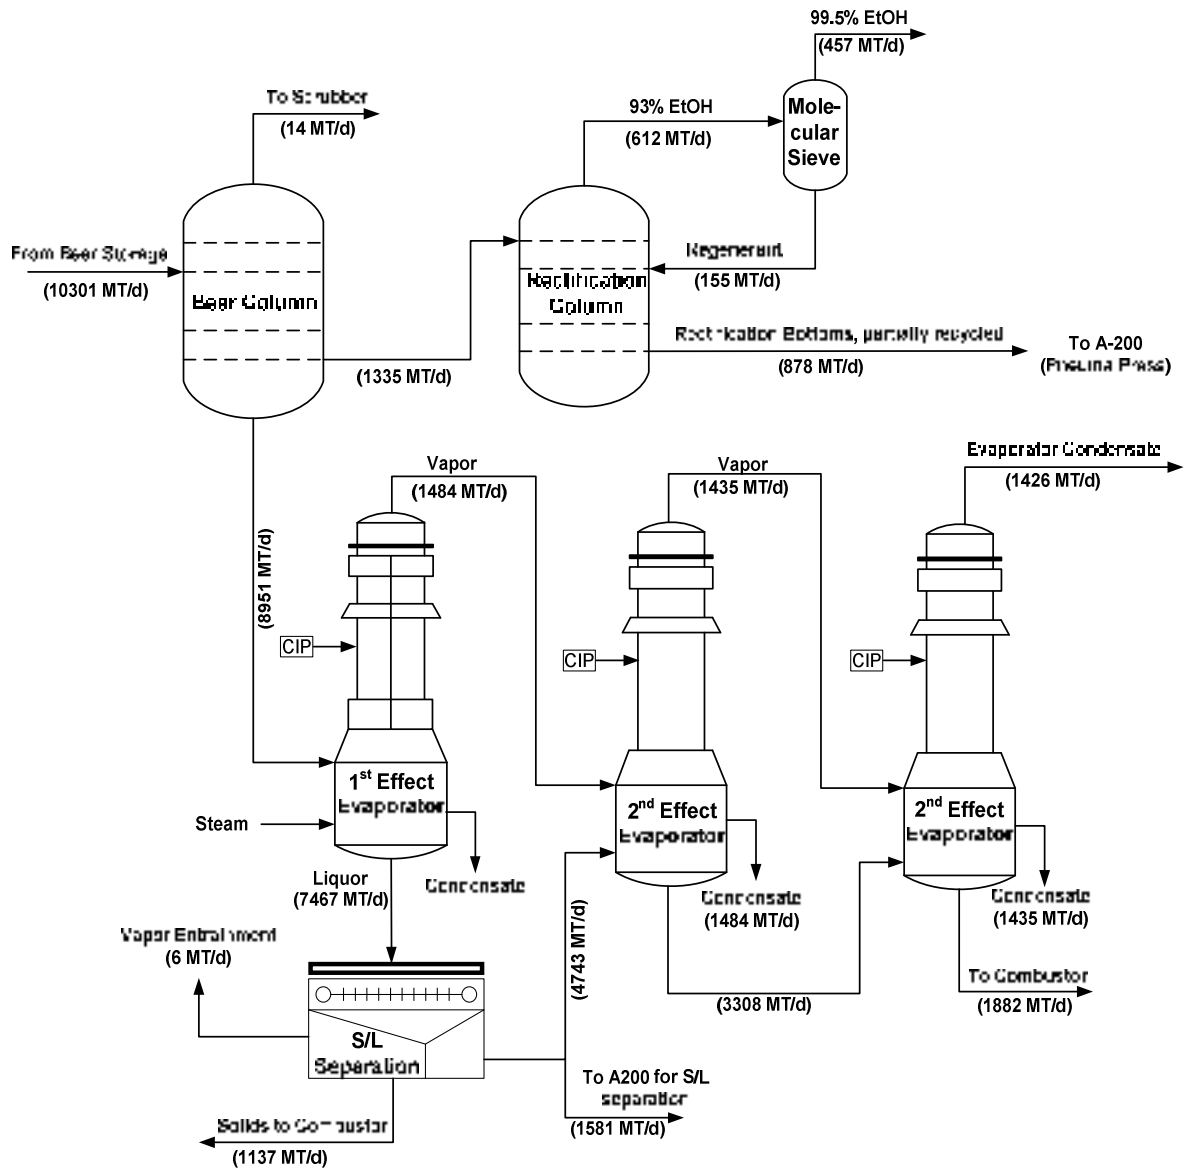 99.5% EtOH
(457 MT/d)
To Scrubber
(14 MT/d)
93% EtOH
(612 MT/d)
Mole-
cular
Sieve
From Beer Storage
(10301 MT/d)
Beer Column
(1335 MT/d)
Rectification
Column
Regenerant
(155 MT/d)
Rectification Bottoms, partially recycled
(878 MT/d)
To A-200
(Pneuma Press)
Vapor
(1484 MT/d)
Vapor
(1435 MT/d)
Evaporator Condensate
(1426 MT/d)
(8951 MT/d)
CIP
CIP
CIP
1st Effect
Evaporator
2nd Effect
Evaporator
2nd Effect
Evaporator
Steam
Liquor
(7467 MT/d)
Condensate
Condensate
(1484 MT/d)
Condensate
(1435 MT/d)
Vapor Entrainment
(6 MT/d)
(4743 MT/d)
(3308 MT/d)
To Combustor
(1882 MT/d)
S/L
Separation
To A200 for S/L
separation
(1581 MT/d)
Solids to Combustor
(1137 MT/d)